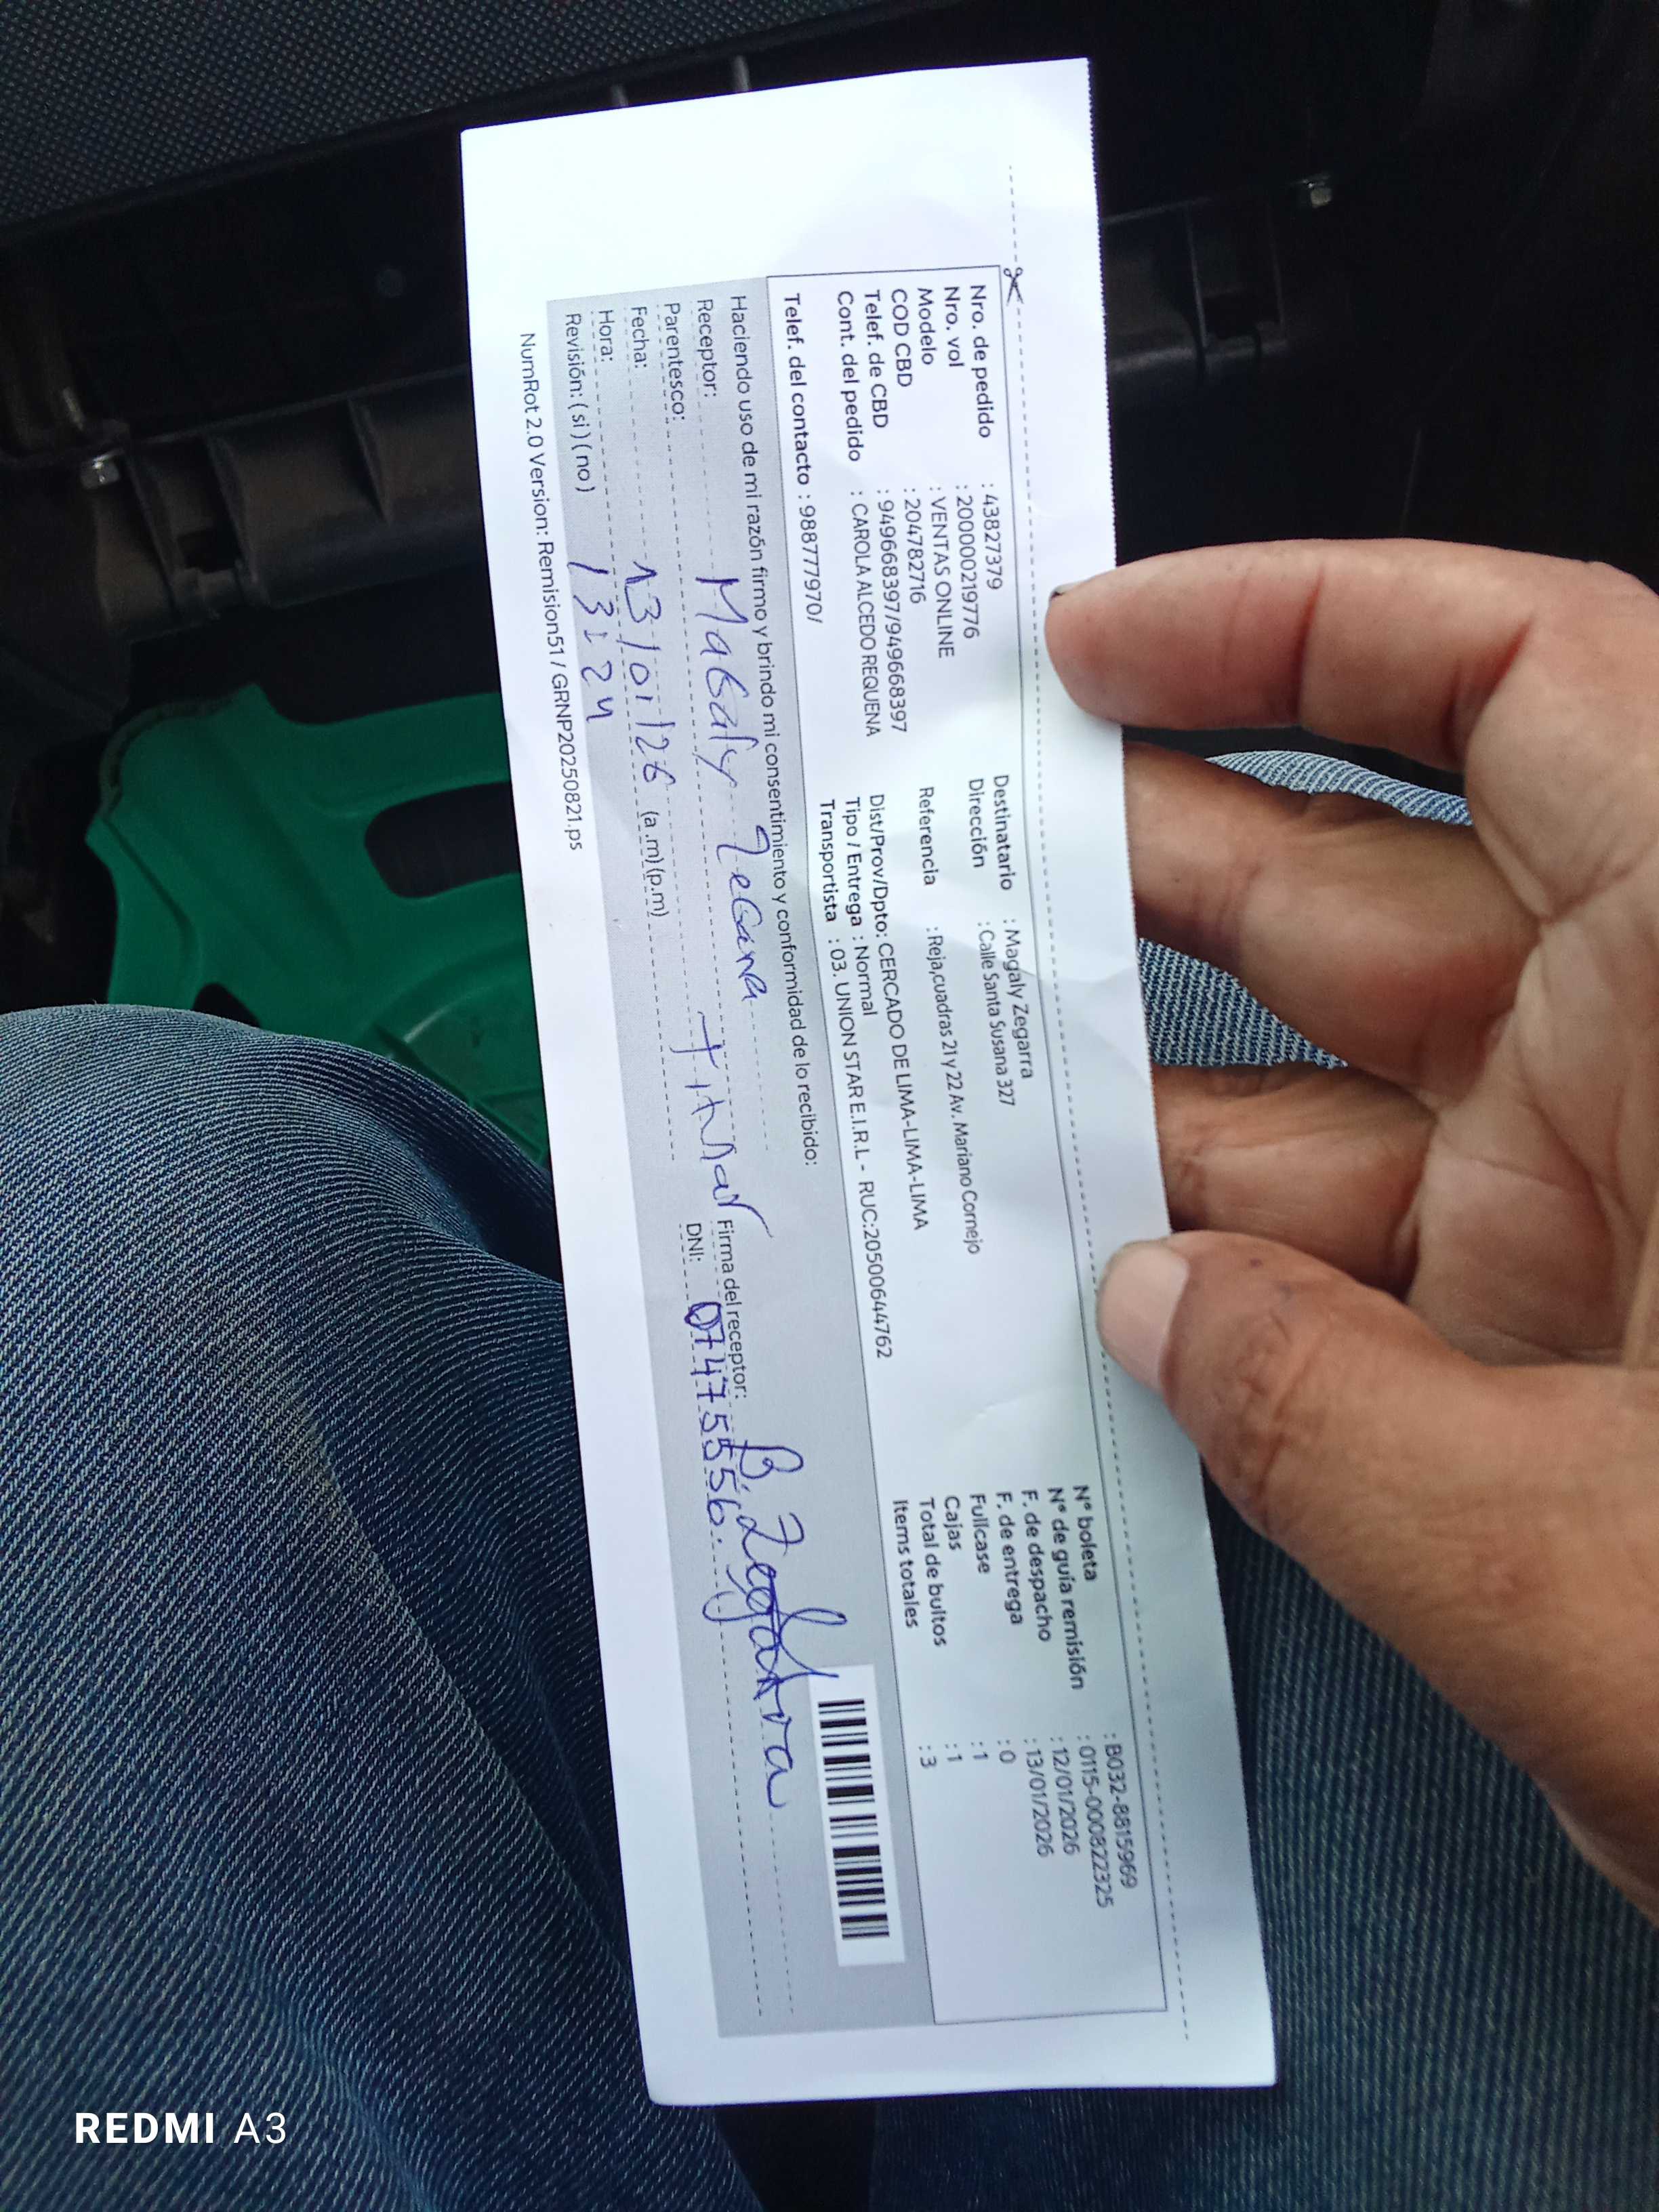 Nro. de pedido : 43827379
Nro. vol : 200000219776
Modelo : VENTAS ONLINE
COD CBD : 204782716
Telef. de CBD : 949668397/949668397
Cont. del pedido : CAROLA ALCEDO REQUENA
Telef. del contacto : 988777970/
Destinatario : Magaly Zegarra
Dirección : Calle Santa Susana 327
Referencia : Reja,cuadras 21 y 22 Av. Mariano Cornejo
Dist/Prov/Dpto: CERCADO DE LIMA-LIMA-LIMA
Tipo / Entrega : Normal
Transportista : 03. UNION STAR E.I.R.L - RUC:20500644762
N° boleta : B032-8815969
N° de guía remisión : 0115-000822325
F. de despacho : 12/01/2026
F. de entrega : 13/01/2026
Fullcase : 0
Cajas : 1
Total de bultos : 1
Items totales : 3
Haciendo uso de mi razón firmo y brindo mi consentimiento y conformidad de lo recibido:
Receptor: Magaly Zegarra
Parentesco: Titular
Fecha: 13/01/26
Hora: 13:24 (a.m)(p.m)
Revisión: ( si ) ( no )
Firma del receptor: B. Zegarra
DNI: 07475556.
NumRot 2.0 Version: Remision51 / GRNP20250821.ps
REDMI A3